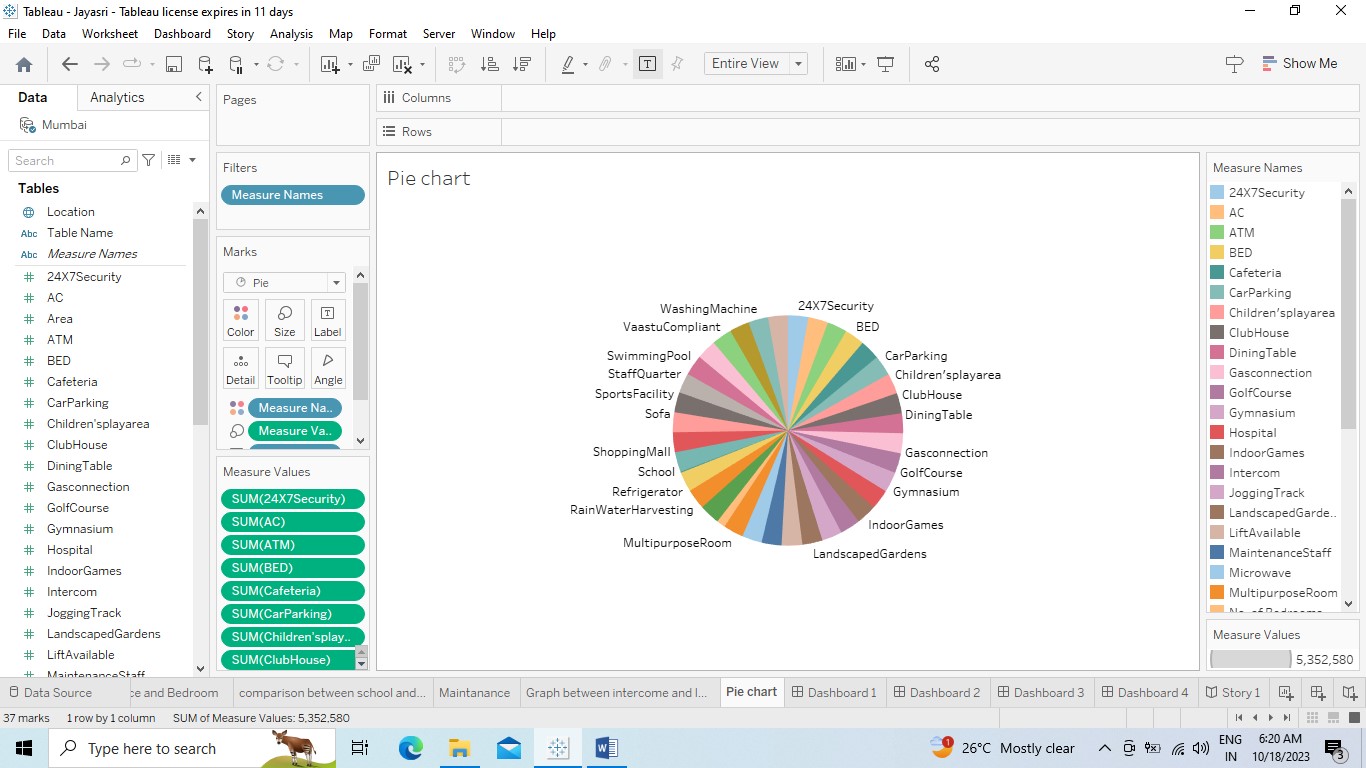 Tableau - Jayasri - Tableau license expires in 11 days
File Data Worksheet Dashboard Story Analysis Map Format Server Window Help
Entire View
Show Me
Data Analytics
Mumbai
Search
Tables
Location
Abc Table Name
Abc Measure Names
24X7Security
AC
Area
ATM
BED
Cafeteria
CarParking
Children'splayarea
ClubHouse
DiningTable
Gasconnection
GolfCourse
Gymnasium
Hospital
IndoorGames
Intercom
JoggingTrack
LandscapedGardens
LiftAvailable
MaintenanceStaff
Pages
Filters
Measure Names
Marks
Pie
Color Size Label
Detail Tooltip Angle
Measure Na..
Measure Va..
Measure Values
SUM(24X7Security)
SUM(AC)
SUM(ATM)
SUM(BED)
SUM(Cafeteria)
SUM(CarParking)
SUM(Children'splay..
SUM(ClubHouse)
Columns
Rows
Pie chart
24X7Security
BED
CarParking
Children'splayarea
ClubHouse
DiningTable
Gasconnection
GolfCourse
Gymnasium
IndoorGames
LandscapedGardens
MultipurposeRoom
RainWaterHarvesting
Refrigerator
School
ShoppingMall
Sofa
SportsFacility
StaffQuarter
SwimmingPool
VaastuCompliant
WashingMachine
Measure Names
24X7Security
AC
ATM
BED
Cafeteria
CarParking
Children'splayarea
ClubHouse
DiningTable
Gasconnection
GolfCourse
Gymnasium
Hospital
IndoorGames
Intercom
JoggingTrack
LandscapedGarde..
LiftAvailable
MaintenanceStaff
Microwave
MultipurposeRoom
No. of Bedrooms
Measure Values
5,352,580
Data Source ce and Bedroom comparison between school and... Maintanance Graph between intercome and l... Pie chart Dashboard 1 Dashboard 2 Dashboard 3 Dashboard 4 Story 1
37 marks 1 row by 1 column SUM of Measure Values: 5,352,580
Type here to search
1
26°C Mostly clear
ENG
IN
6:20 AM
10/18/2023
3